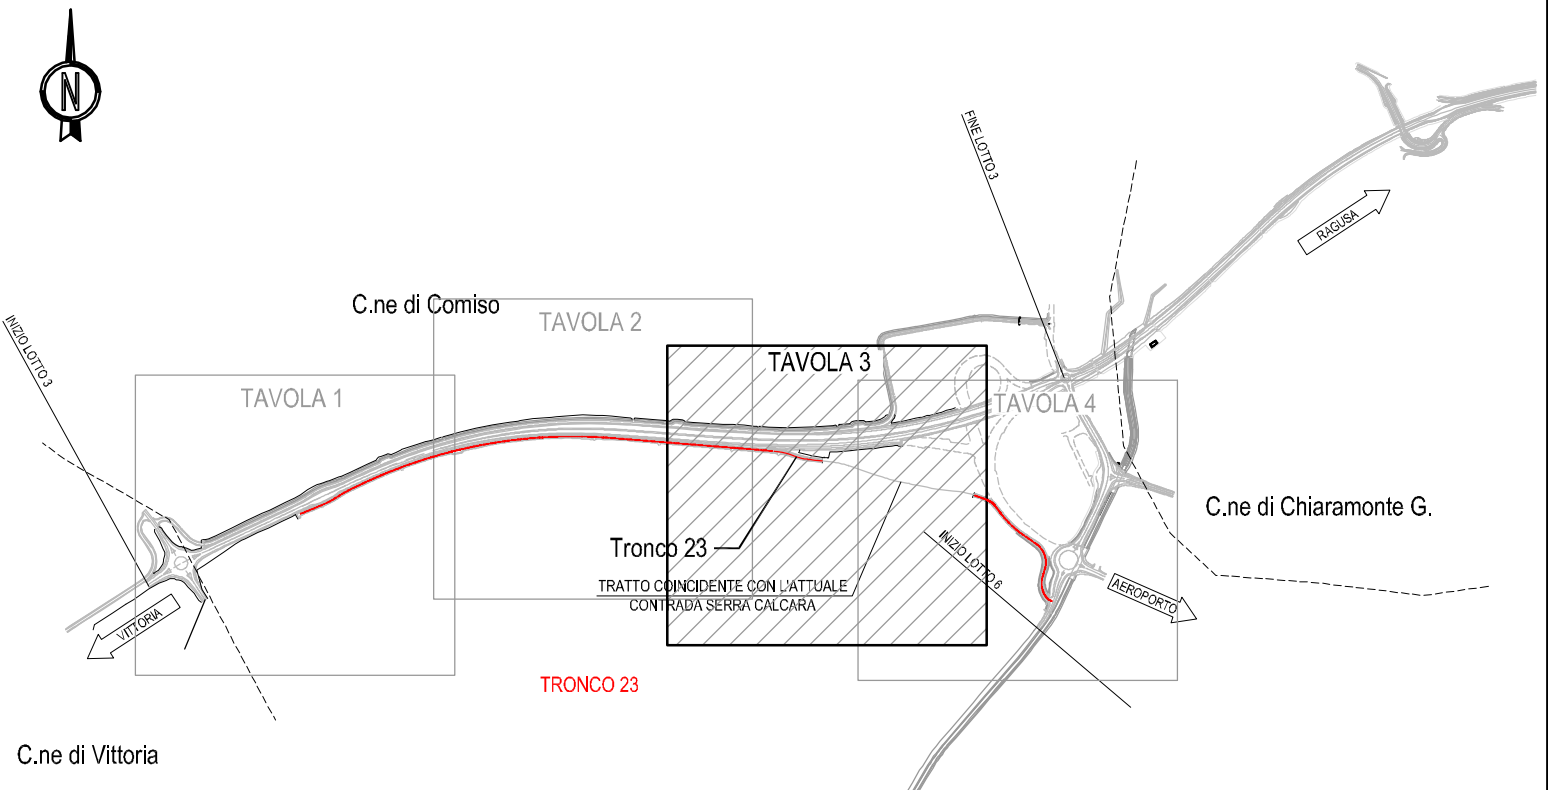 N
FINE LOTTO 3
RAGUSA
C.ne di Comiso
TAVOLA 2
INIZIO LOTTO 3
TAVOLA 3
TAVOLA 1
TAVOLA 4
C.ne di Chiaramonte G.
Tronco 23
INIZIO LOTTO 6
TRATTO COINCIDENTE CON L'ATTUALE
CONTRADA SERRA CALCARA
AEROPORTO
VITTORIA
TRONCO 23
C.ne di Vittoria